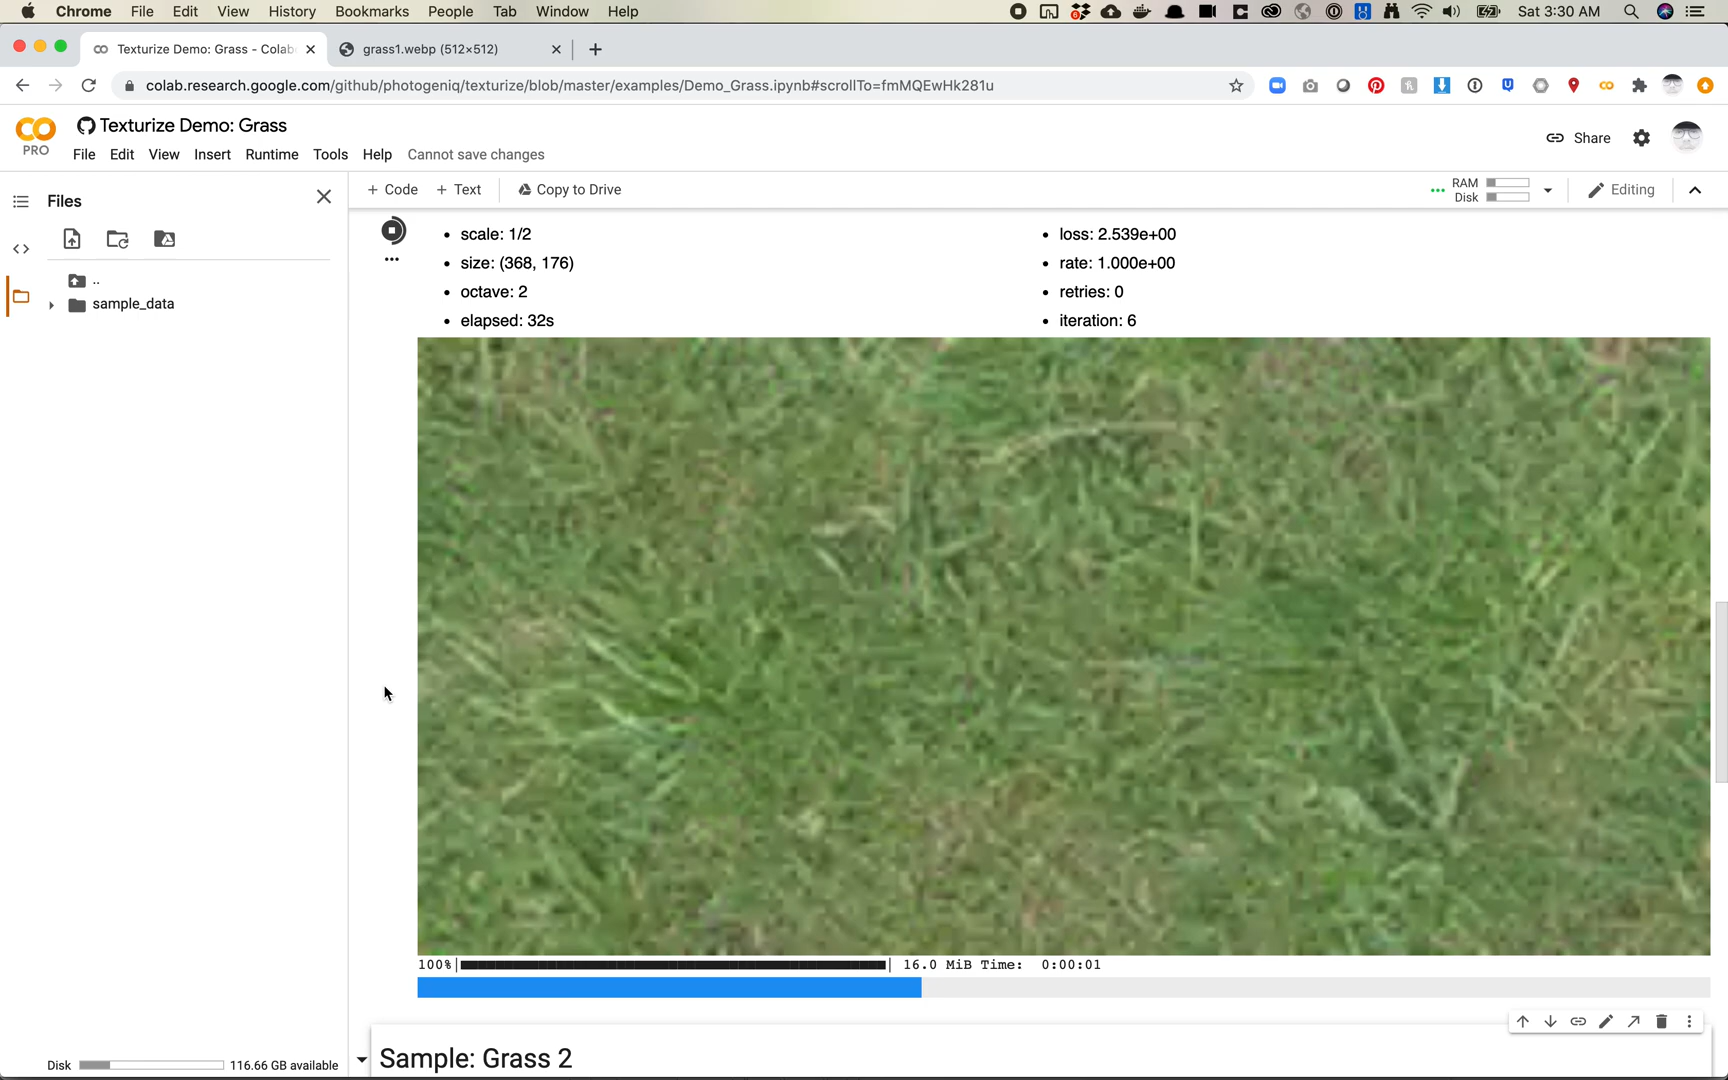 Chrome File Edit View History Bookmarks People Tab Window Help Sat 3:30 AM
Texturize Demo: Grass - Colab grass1.webp (512×512)
colab.research.google.com/github/photogeniq/texturize/blob/master/examples/Demo_Grass.ipynb#scrollTo=fmMQEwHk281u
CO Texturize Demo: Grass
PRO File Edit View Insert Runtime Tools Help Cannot save changes Share
Files + Code + Text Copy to Drive RAM Disk Editing
..
sample_data
• scale: 1/2
• size: (368, 176)
• octave: 2
• elapsed: 32s
• loss: 2.539e+00
• rate: 1.000e+00
• retries: 0
• iteration: 6
100%| | 16.0 MiB Time: 0:00:01
Sample: Grass 2
Disk 116.66 GB available